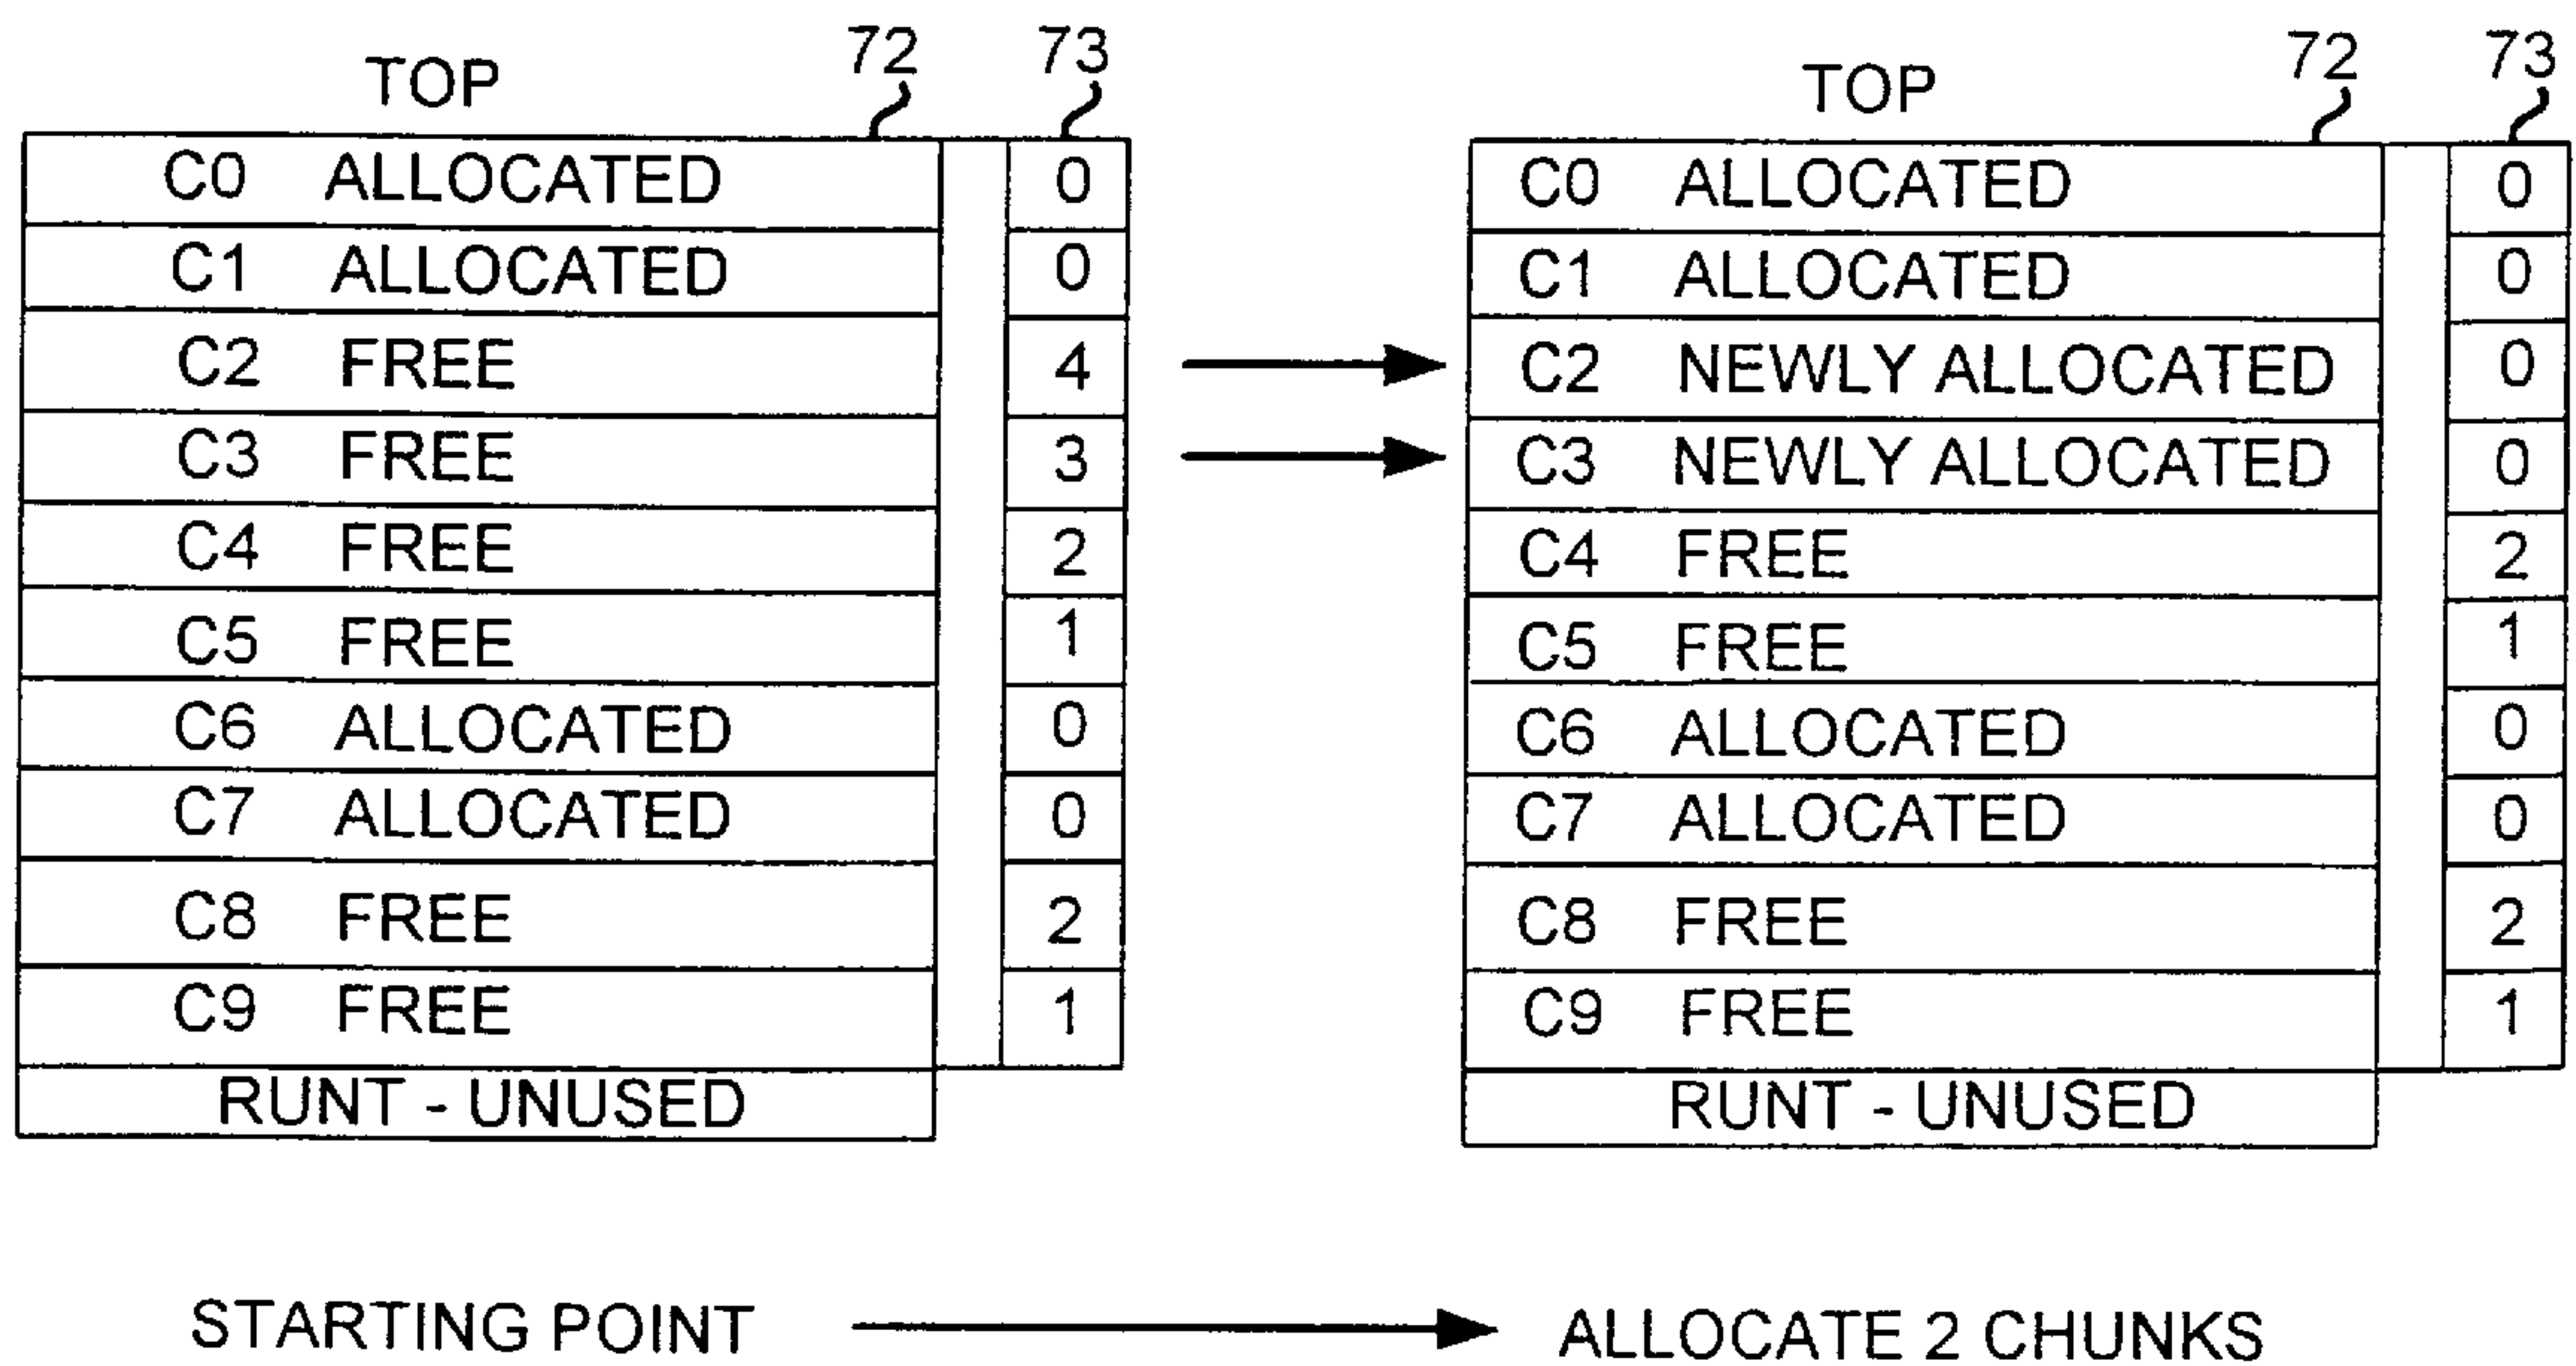 TOP 72 73
C0 ALLOCATED 0
C1 ALLOCATED 0
C2 FREE 4
C3 FREE 3
C4 FREE 2
C5 FREE 1
C6 ALLOCATED 0
C7 ALLOCATED 0
C8 FREE 2
C9 FREE 1
RUNT - UNUSED
TOP 72 73
C0 ALLOCATED 0
C1 ALLOCATED 0
C2 NEWLY ALLOCATED 0
C3 NEWLY ALLOCATED 0
C4 FREE 2
C5 FREE 1
C6 ALLOCATED 0
C7 ALLOCATED 0
C8 FREE 2
C9 FREE 1
RUNT - UNUSED
STARTING POINT
ALLOCATE 2 CHUNKS